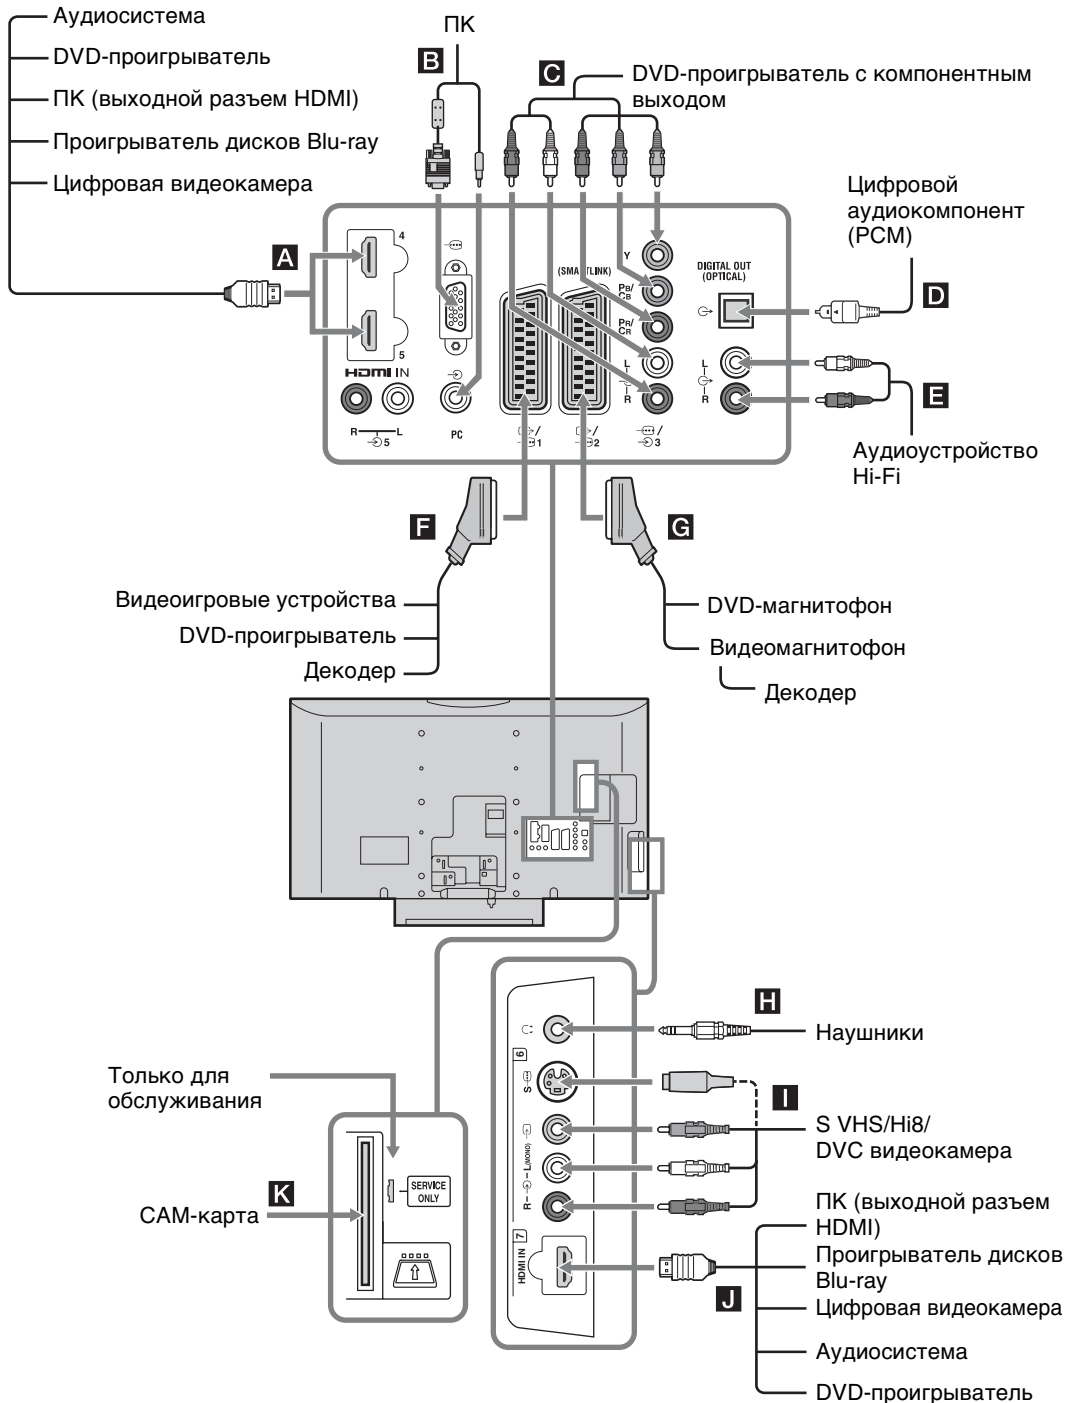 Аудиосистема
DVD-проигрыватель
ПК (выходной разъем HDMI)
Проигрыватель дисков Blu-ray
Цифровая видеокамера
A
ПК
B
C
DVD-проигрыватель с компонентным
выходом
Цифровой
аудиокомпонент
(PCM)
D
E
Аудиоустройство
Hi-Fi
4
5
HDMI IN
R L
5
PC
(SMARTLINK)
1
2
Y
PB/
CB
PR/
CR
L
R
/
3
DIGITAL OUT
(OPTICAL)
L
R
F
Видеоигровые устройства
DVD-проигрыватель
Декодер
G
DVD-магнитофон
Видеомагнитофон
Декодер
Только для
обслуживания
K
CAM-карта
SERVICE
ONLY
6
S
R L (MONO)
7
HDMI IN
H
Наушники
I
S VHS/Hi8/
DVC видеокамера
J
ПК (выходной разъем
HDMI)
Проигрыватель дисков
Blu-ray
Цифровая видеокамера
Аудиосистема
DVD-проигрыватель